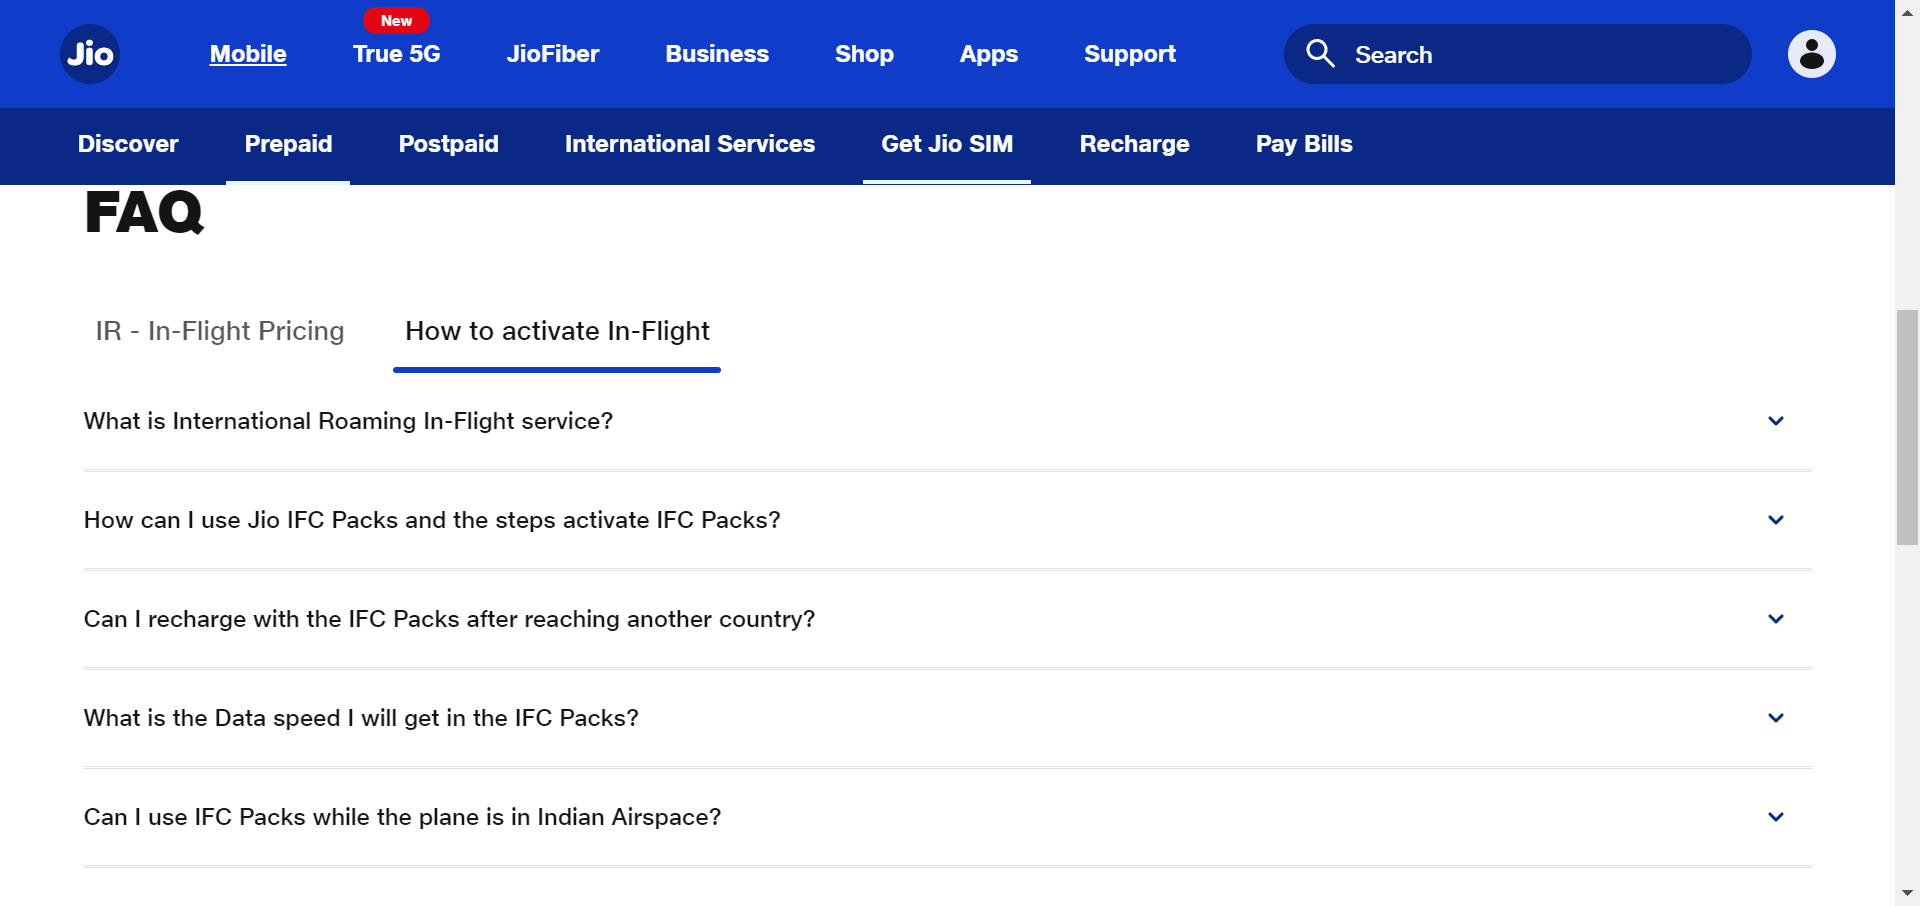 New
Jio Mobile True 5G JioFiber Business Shop Apps Support Search
Discover Prepaid Postpaid International Services Get Jio SIM Recharge Pay Bills
FAQ
IR - In-Flight Pricing How to activate In-Flight
What is International Roaming In-Flight service?
How can I use Jio IFC Packs and the steps activate IFC Packs?
Can I recharge with the IFC Packs after reaching another country?
What is the Data speed I will get in the IFC Packs?
Can I use IFC Packs while the plane is in Indian Airspace?